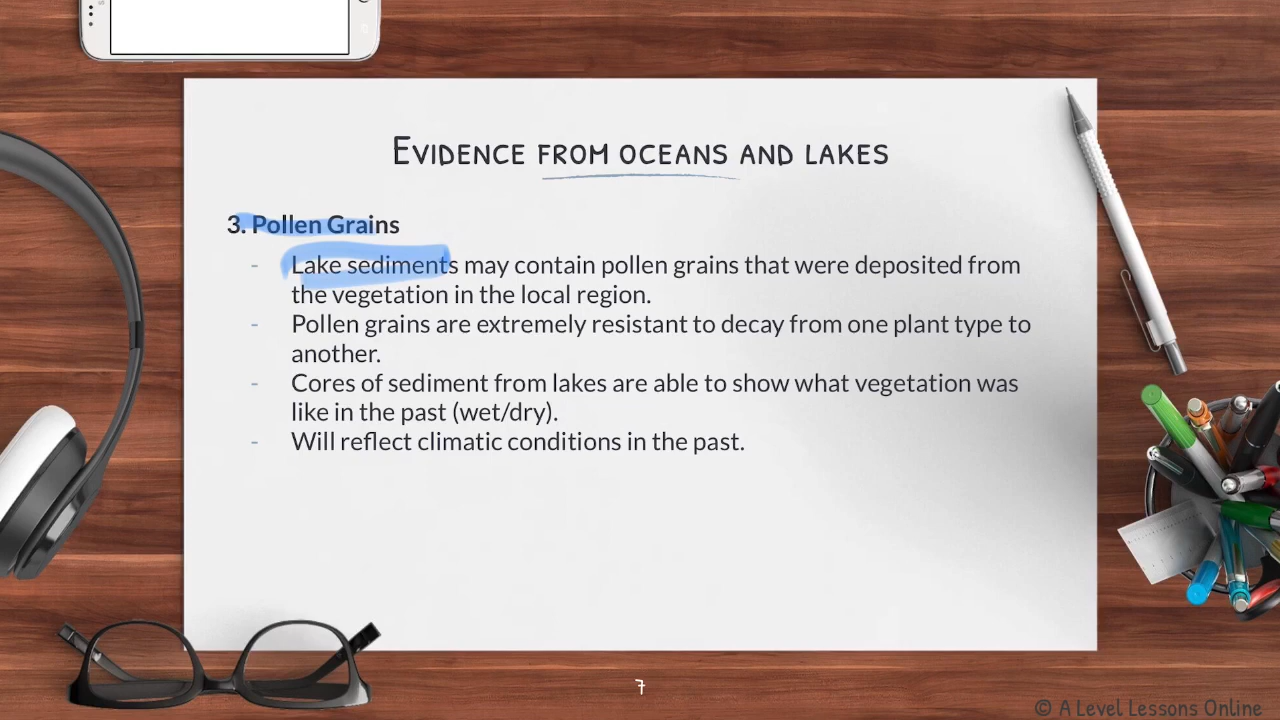 Evidence from oceans and lakes
3. Pollen Grains
- Lake sediments may contain pollen grains that were deposited from
the vegetation in the local region.
- Pollen grains are extremely resistant to decay from one plant type to
another.
- Cores of sediment from lakes are able to show what vegetation was
like in the past (wet/dry).
- Will reflect climatic conditions in the past.
7
© A Level Lessons Online